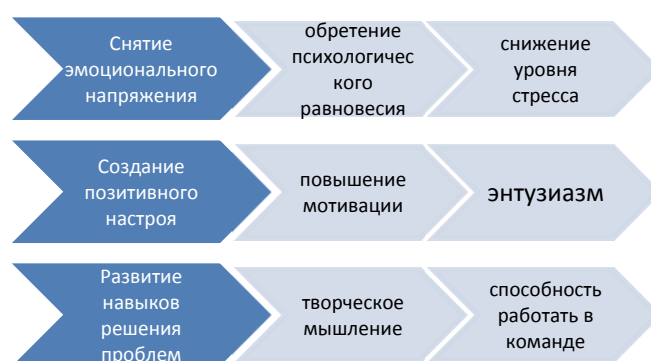 Снятие
эмоционального
напряжения
обретение
психологичес
кого
равновесия
снижение
уровня
стресса
Создание
позитивного
настроя
повышение
мотивации
энтузиазм
Развитие
навыков
решения
проблем
творческое
мышление
способность
работать в
команде